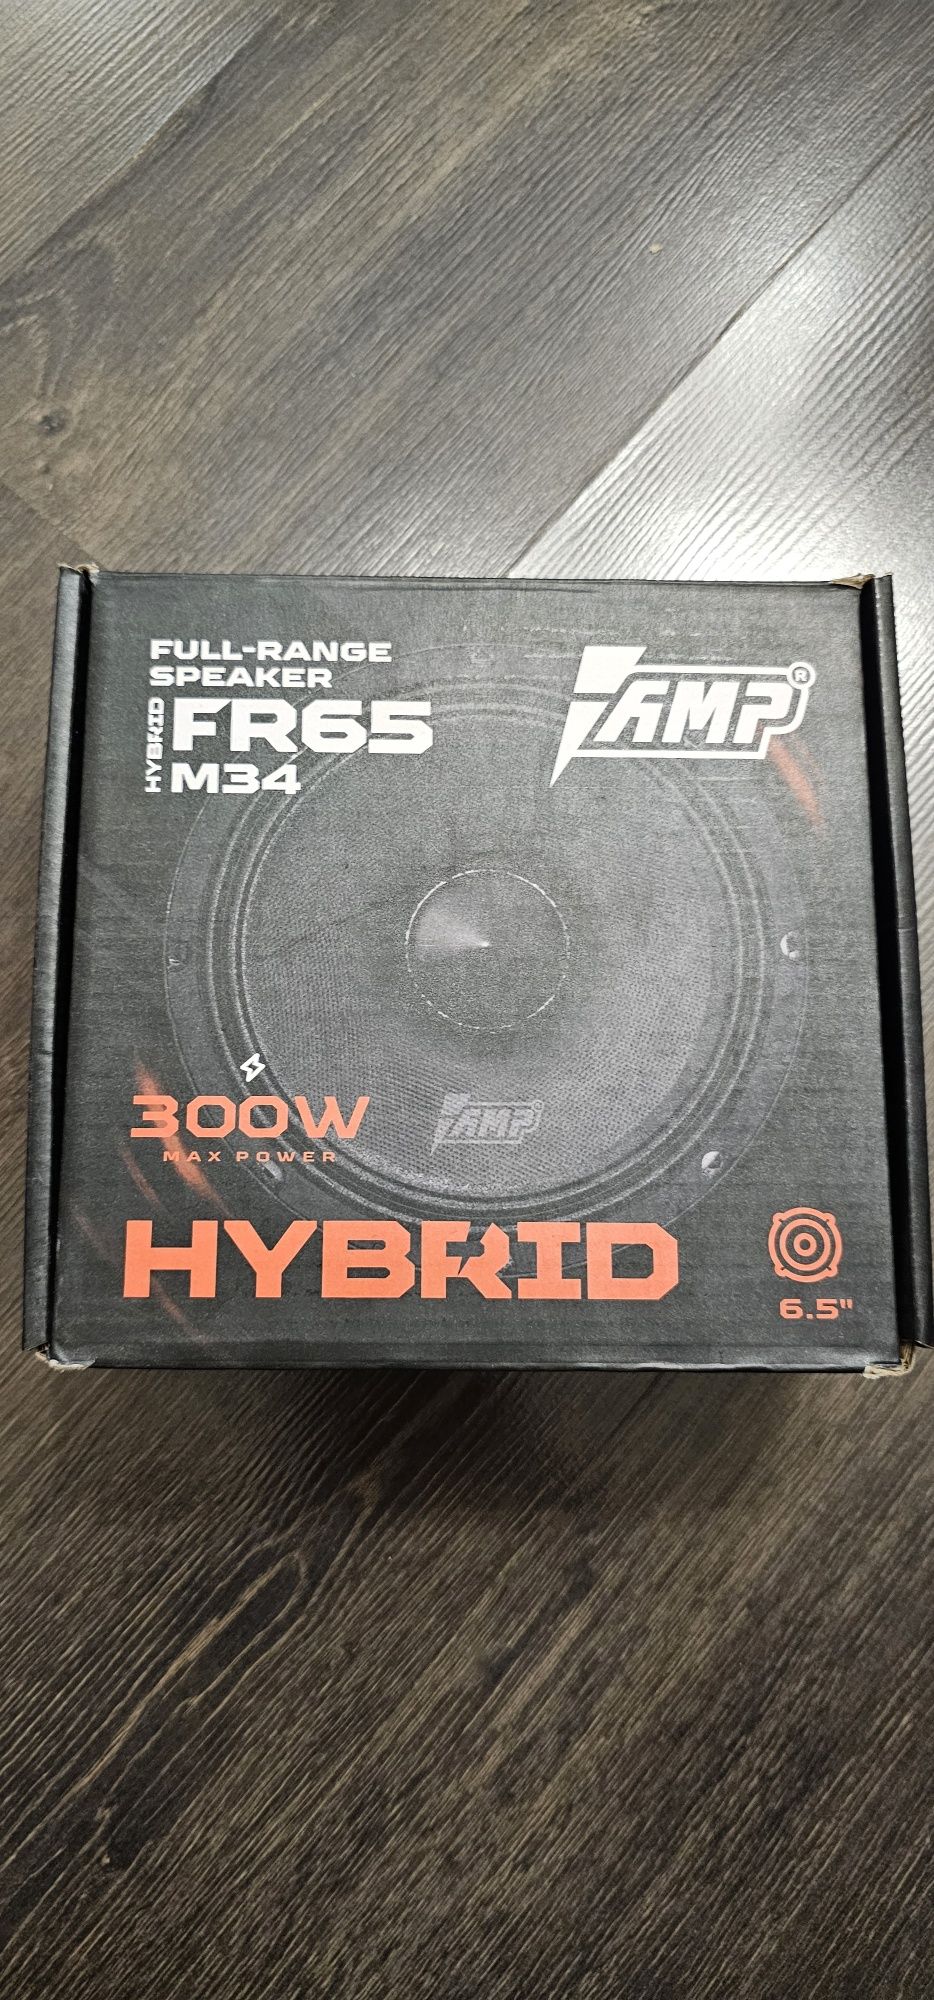 FULL-RANGE
SPEAKER
HYBRID
FR65
M34
AMP®
300W
MAX POWER
AMP
HYBRID
6.5"